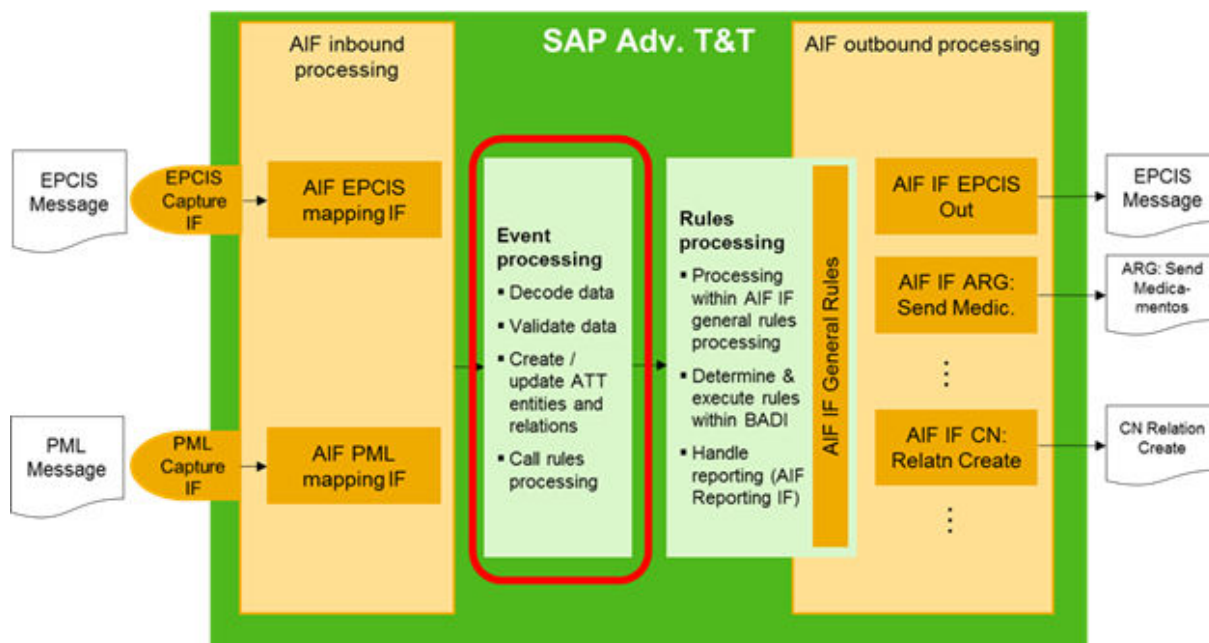 SAP Adv. T&T
AIF inbound
processing
AIF outbound processing
EPCIS
Message
EPCIS
Capture
IF
AIF EPCIS
mapping IF
PML
Message
PML
Capture
IF
AIF PML
mapping IF
Event
processing
▪ Decode data
▪ Validate data
▪ Create /
update ATT
entities and
relations
▪ Call rules
processing
Rules
processing
▪ Processing
within AIF IF
general rules
processing
▪ Determine &
execute rules
within BADI
▪ Handle
reporting (AIF
Reporting IF)
AIF IF General Rules
AIF IF EPCIS
Out
AIF IF ARG:
Send Medic.
⋮
AIF IF CN:
Relatn Create
⋮
EPCIS
Message
ARG: Send
Medica-
mentos
CN Relation
Create